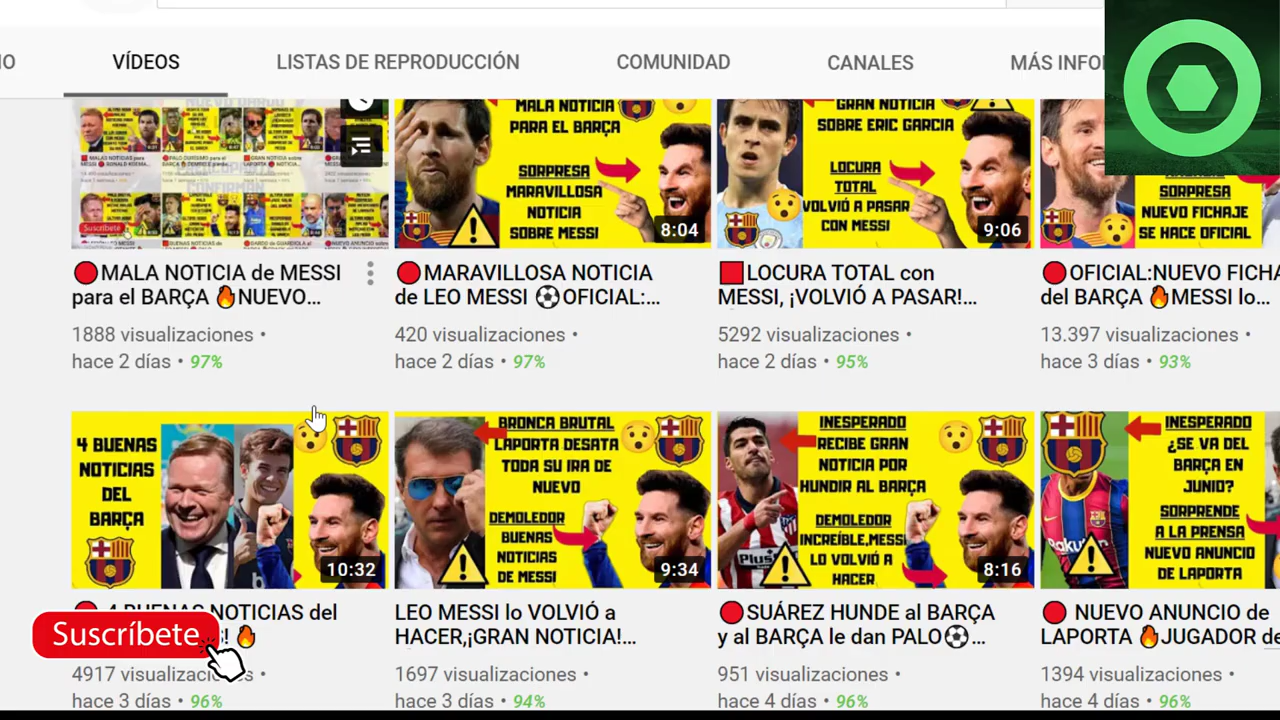 IO
VÍDEOS
LISTAS DE REPRODUCCIÓN
COMUNIDAD
CANALES
MÁS INFO
MALA NOTICIA
PARA EL BARÇA
SORPRESA
MARAVILLOSA
NOTICIA
SOBRE MESSI
8:04
GRAN NOTICIA
SOBRE ERIC GARCIA
LOCURA
TOTAL
VOLVIÓ A PASAR
CON MESSI
9:06
SORPRESA
NUEVO FICHAJE
SE HACE OFICIAL
🔴MALA NOTICIA de MESSI
para el BARÇA 🔥NUEVO...
1888 visualizaciones •
hace 2 días • 97%
🔴MARAVILLOSA NOTICIA
de LEO MESSI ⚽OFICIAL:...
420 visualizaciones •
hace 2 días • 97%
🟥LOCURA TOTAL con
MESSI, ¡VOLVIÓ A PASAR!...
5292 visualizaciones •
hace 2 días • 95%
🔴OFICIAL:NUEVO FICHA
del BARÇA 🔥MESSI lo...
13.397 visualizaciones •
hace 3 días • 93%
4 BUENAS
NOTICIAS
DEL
BARÇA
10:32
BRONCA BRUTAL
LAPORTA DESATA
TODA SU IRA DE
NUEVO
DEMOLEDOR
BUENAS
NOTICIAS
DE MESSI
9:34
INESPERADO
RECIBE GRAN
NOTICIA POR
HUNDIR AL BARÇA
DEMOLEDOR
INCREÍBLE,MESSI
LO VOLVIÓ A
HACER
Plus
8:16
INESPERADO
¿SE VA DEL
BARÇA EN
JUNIO?
SORPRENDE
A LA PRENSA
NUEVO ANUNCIO
DE LAPORTA
Rakuten
🔴 4 BUENAS NOTICIAS del
! 🔥
Suscríbete
4917 visualizaciones •
hace 3 días • 96%
LEO MESSI lo VOLVIÓ a
HACER,¡GRAN NOTICIA!...
1697 visualizaciones •
hace 3 días • 94%
🔴SUÁREZ HUNDE al BARÇA
y al BARÇA le dan PALO⚽...
951 visualizaciones •
hace 4 días • 96%
🔴 NUEVO ANUNCIO de
LAPORTA 🔥JUGADOR de
1394 visualizaciones •
hace 4 días • 96%